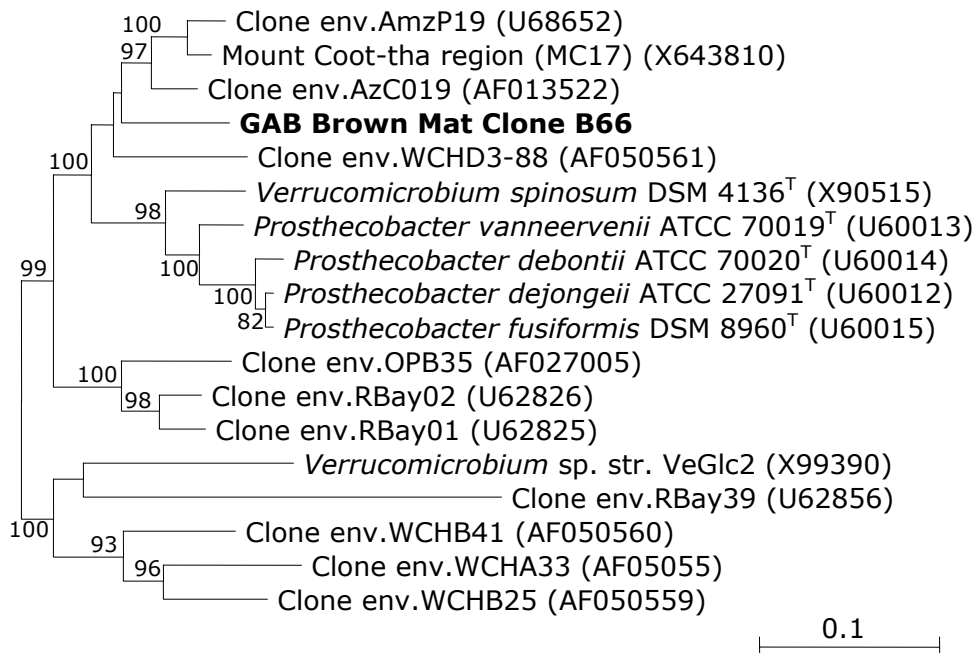 100
Clone env.AmzP19 (U68652)
97
Mount Coot-tha region (MC17) (X643810)
Clone env.AzC019 (AF013522)
GAB Brown Mat Clone B66
100
Clone env.WCHD3-88 (AF050561)
Verrucomicrobium spinosum DSM 4136ᵀ (X90515)
98
Prosthecobacter vanneervenii ATCC 70019ᵀ (U60013)
99
100
Prosthecobacter debontii ATCC 70020ᵀ (U60014)
100
Prosthecobacter dejongeii ATCC 27091ᵀ (U60012)
82
Prosthecobacter fusiformis DSM 8960ᵀ (U60015)
Clone env.OPB35 (AF027005)
100
Clone env.RBay02 (U62826)
98
Clone env.RBay01 (U62825)
Verrucomicrobium sp. str. VeGlc2 (X99390)
Clone env.RBay39 (U62856)
100
Clone env.WCHB41 (AF050560)
93
Clone env.WCHA33 (AF05055)
96
Clone env.WCHB25 (AF050559)
0.1